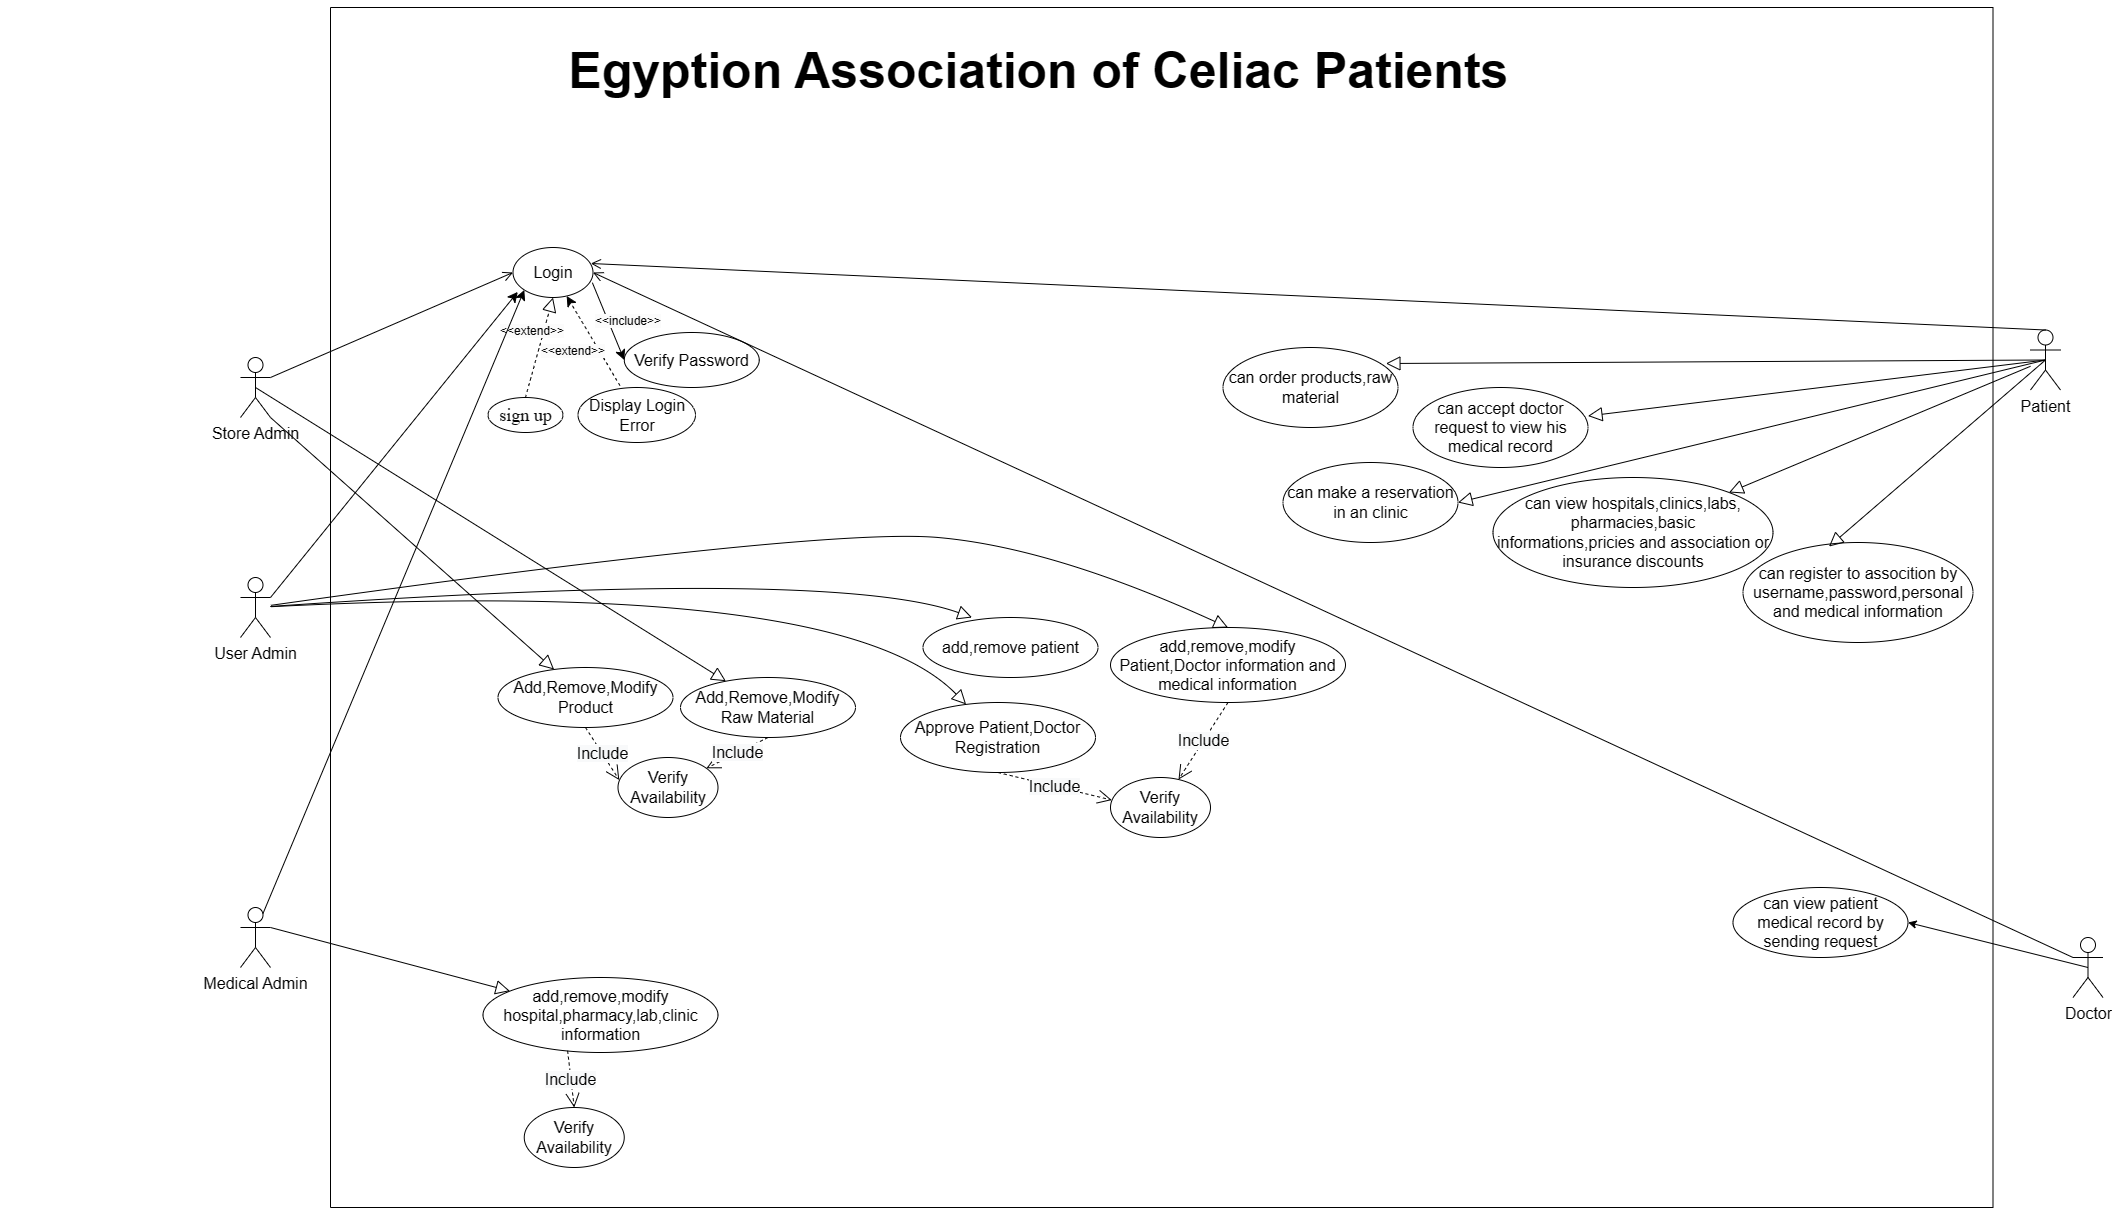 Egyption Association of Celiac Patients
Login
<<extend>>
<<include>>
<<extend>>
Verify Password
sign up
Display Login
Error
Store Admin
Patient
can order products,raw
material
can accept doctor
request to view his
medical record
can make a reservation
in an clinic
can view hospitals,clinics,labs,
pharmacies,basic
informations,pricies and association or
insurance discounts
can register to assocition by
username,password,personal
and medical information
User Admin
add,remove patient
add,remove,modify
Patient,Doctor information and
medical information
Add,Remove,Modify
Product
Add,Remove,Modify
Raw Material
Approve Patient,Doctor
Registration
Include
Include
Include
Include
Verify
Availability
Verify
Availability
can view patient
medical record by
sending request
Medical Admin
Doctor
add,remove,modify
hospital,pharmacy,lab,clinic
information
Include
Verify
Availability